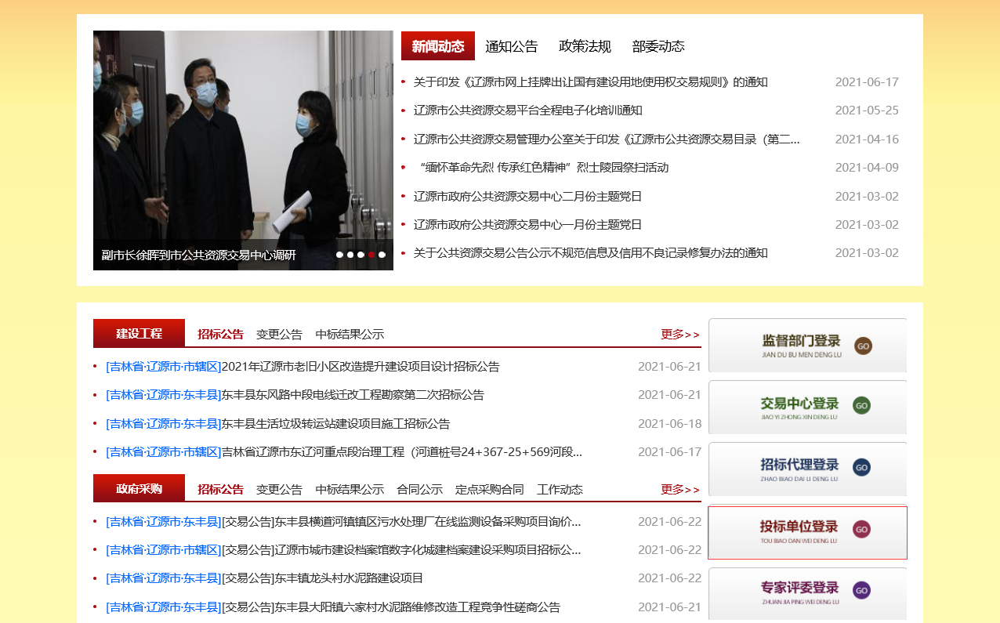 副市长徐晖到市公共资源交易中心调研
新闻动态 通知公告 政策法规 部委动态
关于印发《辽源市网上挂牌出让国有建设用地使用权交易规则》的通知 2021-06-17
辽源市公共资源交易平台全程电子化培训通知 2021-05-25
辽源市公共资源交易管理办公室关于印发《辽源市公共资源交易目录（第二... 2021-04-16
“缅怀革命先烈 传承红色精神”烈士陵园祭扫活动 2021-04-09
辽源市政府公共资源交易中心二月份主题党日 2021-03-02
辽源市政府公共资源交易中心一月份主题党日 2021-03-02
关于公共资源交易公告公示不规范信息及信用不良记录修复办法的通知 2021-03-02
建设工程 招标公告 变更公告 中标结果公示 更多>>
[吉林省·辽源市·市辖区]2021年辽源市老旧小区改造提升建设项目设计招标公告 2021-06-21
[吉林省·辽源市·东丰县]东丰县东风路中段电线迁改工程勘察第二次招标公告 2021-06-21
[吉林省·辽源市·东丰县]东丰县生活垃圾转运站建设项目施工招标公告 2021-06-18
[吉林省·辽源市·市辖区]吉林省辽源市东辽河重点段治理工程（河道桩号24+367-25+569河段... 2021-06-17
政府采购 招标公告 变更公告 中标结果公示 合同公示 定点采购合同 工作动态 更多>>
[吉林省·辽源市·东丰县][交易公告]东丰县横道河镇镇区污水处理厂在线监测设备采购项目询价... 2021-06-22
[吉林省·辽源市·市辖区][交易公告]辽源市城市建设档案馆数字化城建档案建设采购项目招标公... 2021-06-22
[吉林省·辽源市·东丰县][交易公告]东丰镇龙头村水泥路建设项目 2021-06-22
[吉林省·辽源市·东丰县][交易公告]东丰县大阳镇六家村水泥路维修改造工程竞争性磋商公告 2021-06-21
监督部门登录 GO
JIAN DU BU MEN DENG LU
交易中心登录 GO
JIAO YI ZHONG XIN DENG LU
招标代理登录 GO
ZHAO BIAO DAI LI DENG LU
投标单位登录 GO
TOU BIAO DAN WEI DENG LU
专家评委登录 GO
ZHUAN JIA PING WEI DENG LU